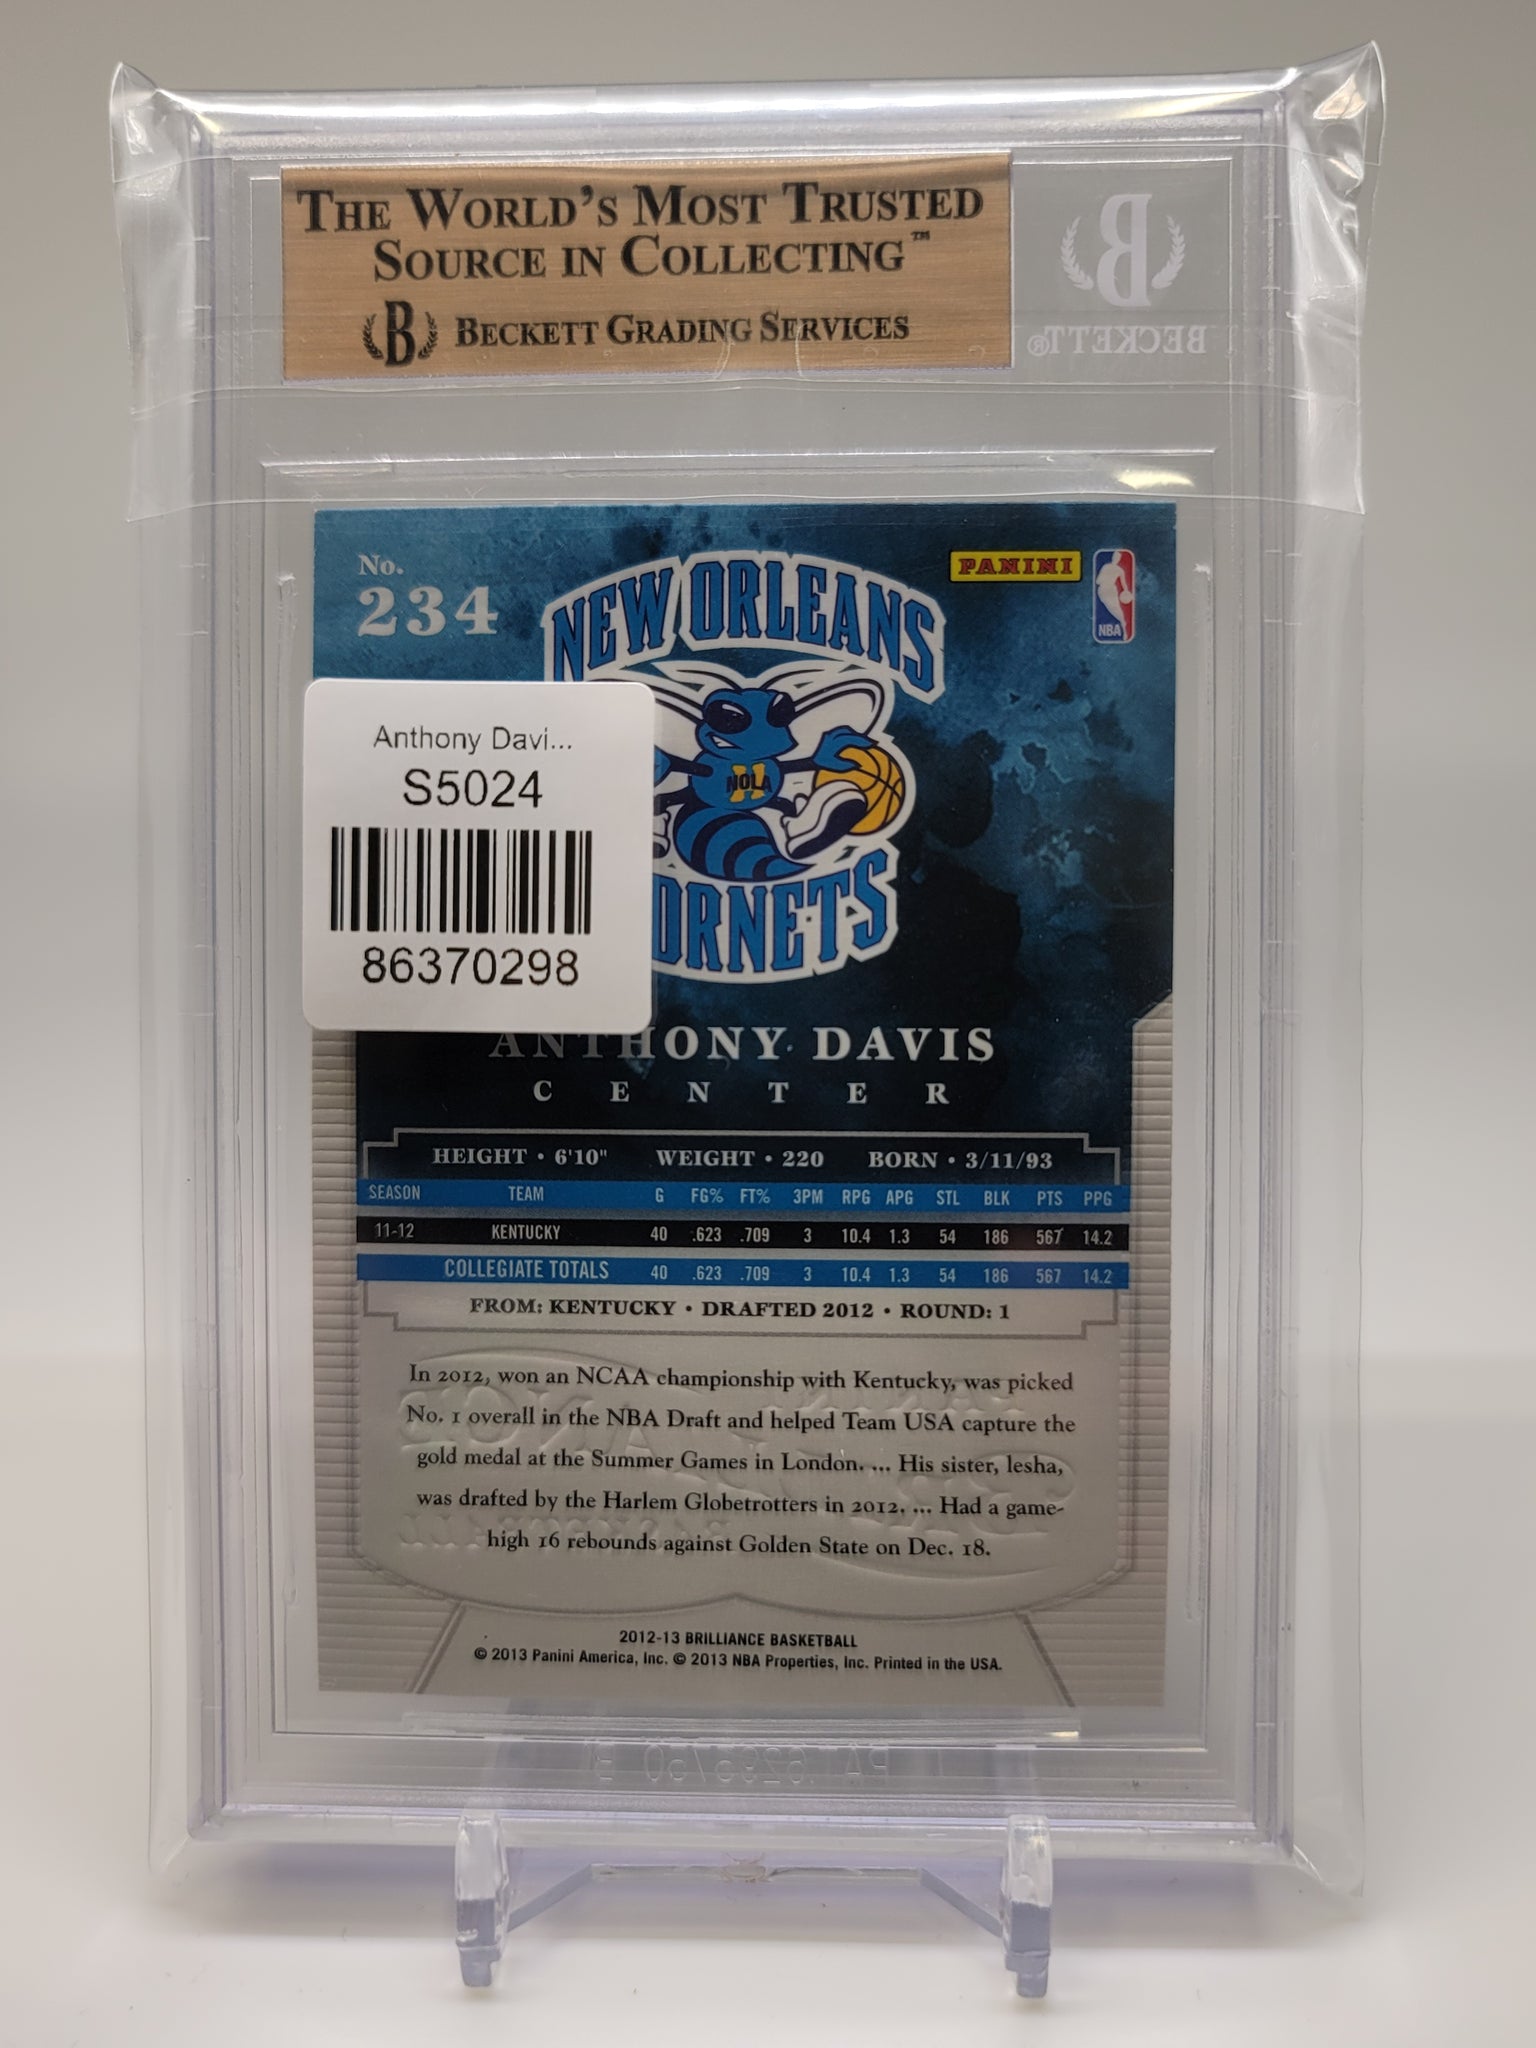 THE WORLD'S MOST TRUSTED
SOURCE IN COLLECTING™
B BECKETT GRADING SERVICES
B
BECKETT®
No.
234
NEW ORLEANS
PANINI
NBA
NOLA
H
ORNETS
Anthony Davi...
S5024
86370298
ANTHONY DAVIS
CENTER
HEIGHT • 6'10" WEIGHT • 220 BORN • 3/11/93
SEASON TEAM G FG% FT% 3PM RPG APG STL BLK PTS PPG
11-12 KENTUCKY 40 .623 .709 3 10.4 1.3 54 186 567 14.2
COLLEGIATE TOTALS 40 .623 .709 3 10.4 1.3 54 186 567 14.2
FROM: KENTUCKY • DRAFTED 2012 • ROUND: 1
In 2012, won an NCAA championship with Kentucky, was picked
No. 1 overall in the NBA Draft and helped Team USA capture the
gold medal at the Summer Games in London. ... His sister, Iesha,
was drafted by the Harlem Globetrotters in 2012. ... Had a game-
high 16 rebounds against Golden State on Dec. 18.
2012-13 BRILLIANCE BASKETBALL
© 2013 Panini America, Inc. © 2013 NBA Properties, Inc. Printed in the USA.